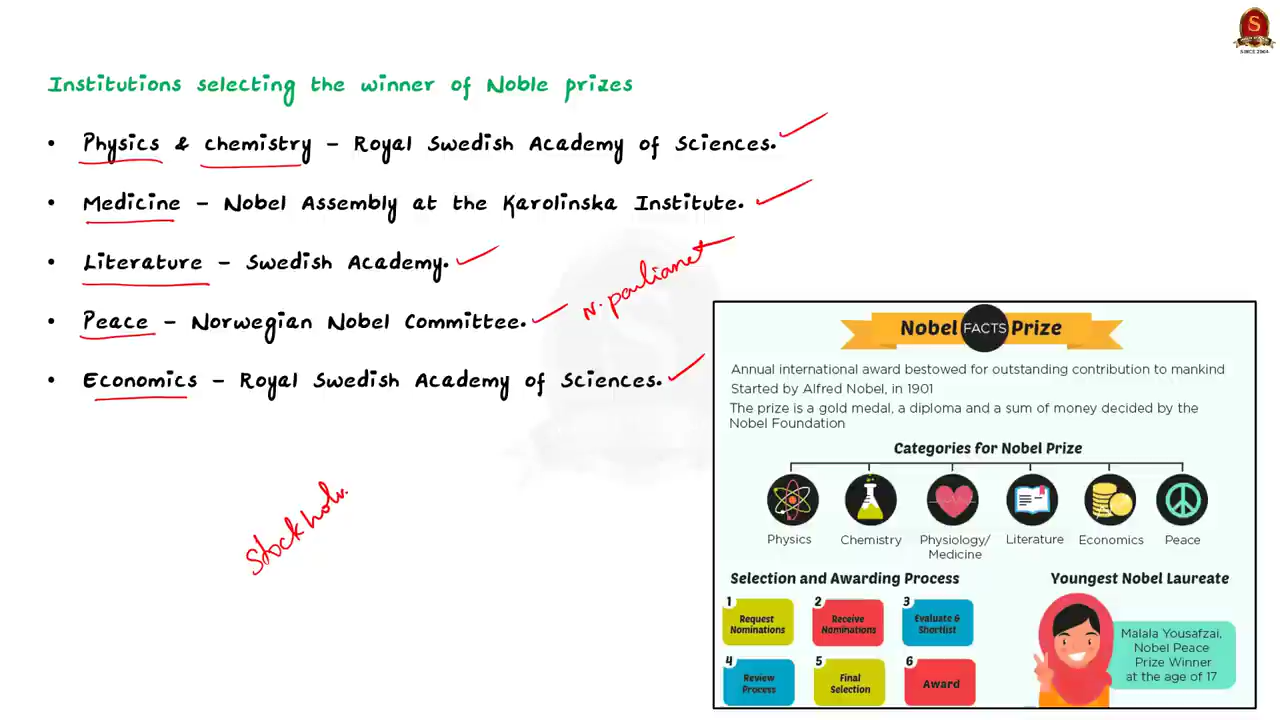 S
SINCE 2004
Institutions selecting the winner of Noble prizes
• Physics & chemistry - Royal Swedish Academy of Sciences.
• Medicine - Nobel Assembly at the Karolinska Institute.
• Literature - Swedish Academy.
N. parlianet
• Peace - Norwegian Nobel Committee.
• Economics - Royal Swedish Academy of Sciences.
Stockholm
Nobel FACTS Prize
Annual international award bestowed for outstanding contribution to mankind
Started by Alfred Nobel, in 1901
The prize is a gold medal, a diploma and a sum of money decided by the
Nobel Foundation
Categories for Nobel Prize
Physics
Chemistry
Physiology/
Medicine
Literature
Economics
Peace
Selection and Awarding Process
1
Request
Nominations
2
Receive
Nominations
3
Evaluate &
Shortlist
4
Review
Process
5
Final
Selection
6
Award
Youngest Nobel Laureate
Malala Yousafzai,
Nobel Peace
Prize Winner
at the age of 17